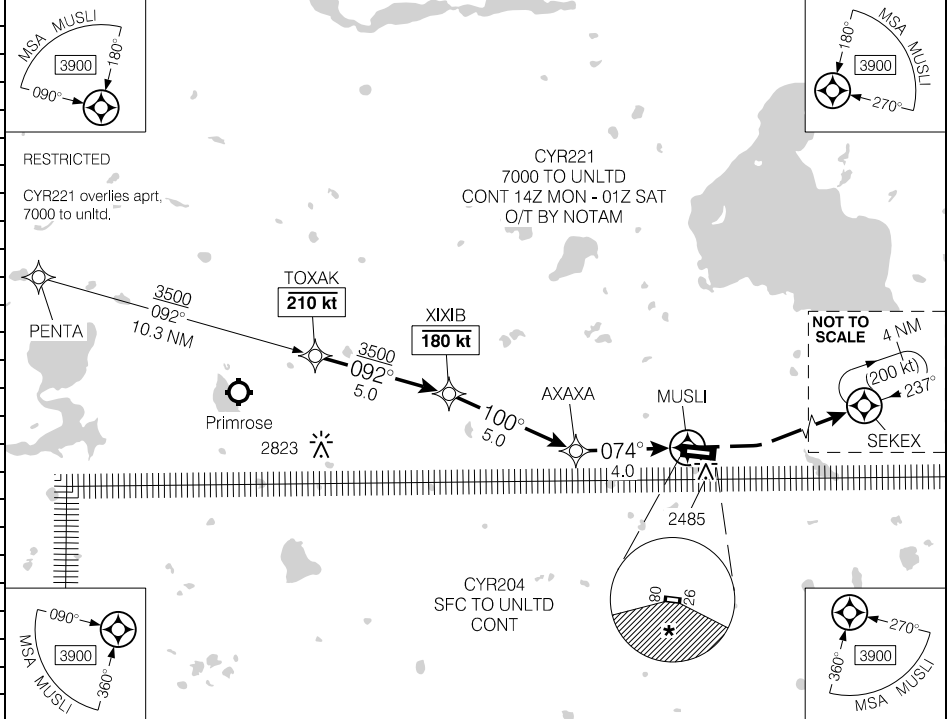 MSA MUSLI
3900
180°
090°
MSA MUSLI
3900
180°
270°
RESTRICTED
CYR221 overlies aprt,
7000 to unltd.
CYR221
7000 TO UNLTD
CONT 14Z MON - 01Z SAT
O/T BY NOTAM
PENTA
3500
092°
10.3 NM
TOXAK
210 kt
3500
092°
5.0
XIXIB
180 kt
100°
5.0
AXAXA
074°
4.0
MUSLI
NOT TO
SCALE
4 NM
(200 kt)
237°
SEKEX
Primrose
2823
2485
CYR204
SFC TO UNLTD
CONT
08
26
*
090°
3900
360°
MSA MUSLI
270°
3900
360°
MSA MUSLI